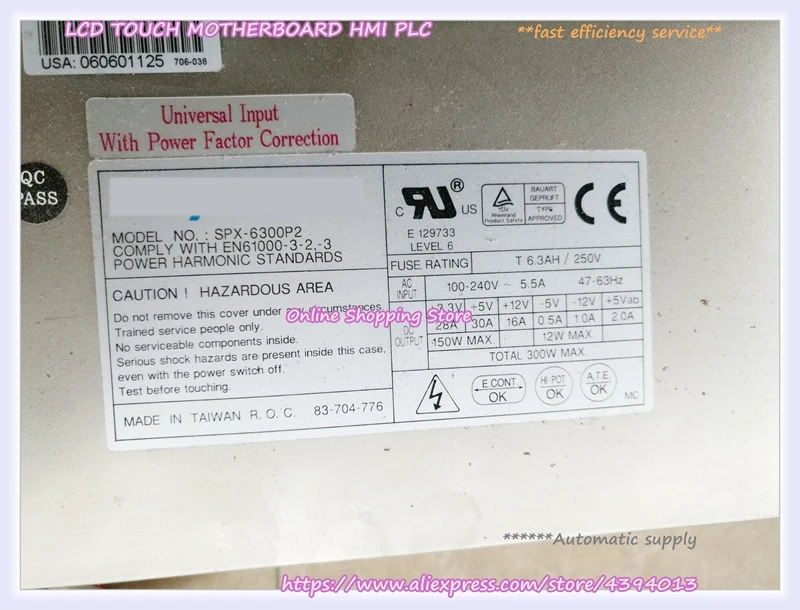 LCD TOUCH MOTHERBOARD HMI PLC
**fast efficiency service**
USA: 060601125 706-038
Universal Input
With Power Factor Correction
QC
PASS
MODEL NO. : SPX-6300P2
COMPLY WITH EN61000-3-2,-3
POWER HARMONIC STANDARDS
CAUTION ! HAZARDOUS AREA
Do not remove this cover under circumstances
Trained service people only.
No serviceable components inside.
Serious shock hazards are present inside this case,
even with the power switch off.
Test before touching.
MADE IN TAIWAN R. O. C. 83-704-776
C RU ® US
E 129733
LEVEL 6
TÜV
Rheinland
Product Safety
BAUART
GEPRÜFT
TYPE
APPROVED
CE
FUSE RATING T 6.3AH / 250V
AC INPUT 100-240V ~ 5.5A 47-63Hz
DC OUTPUT
+3.3V +5V +12V -5V -12V +5Vab
28A 30A 16A 0.5A 1.0A 2.0A
150W MAX. 12W MAX.
TOTAL 300W MAX.
E.CONT. OK
HI-POT OK
A.T.E. OK
MC
Online Shopping Store
******Automatic supply
https://www.aliexpress.com/store/4394013